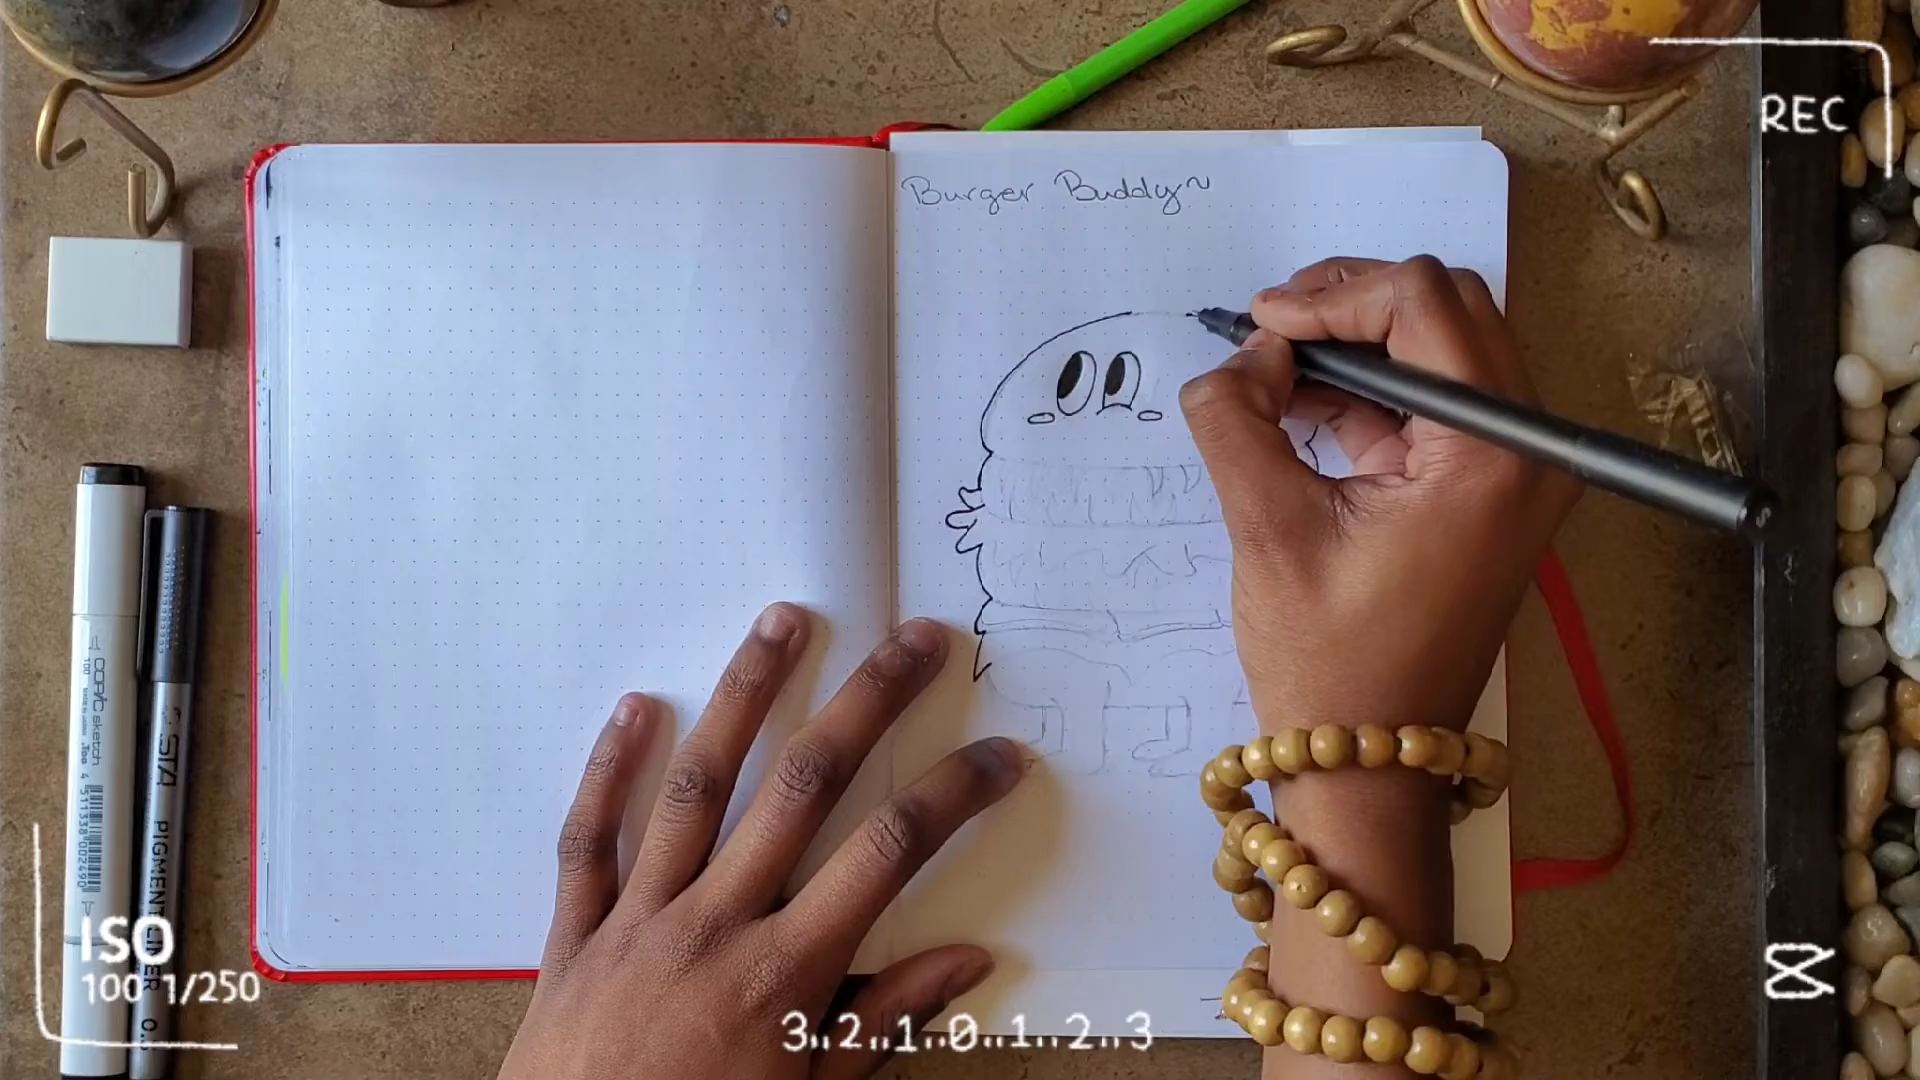 Burger Buddy~
REC
COPIC sketch
STA
PIGMENT LINER
ISO
100 1/250
3..2..1..0..1..2..3